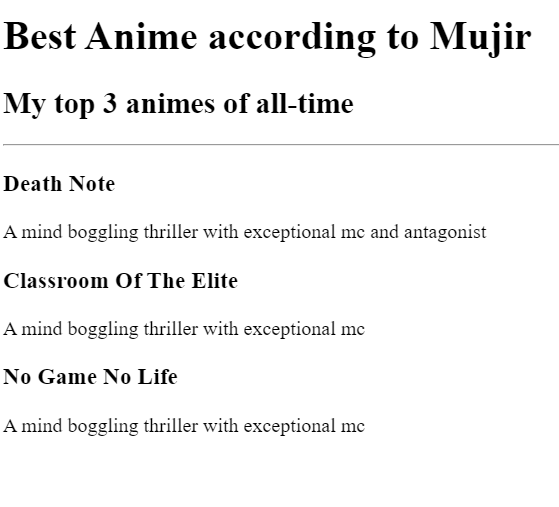 Best Anime according to Mujir
My top 3 animes of all-time
Death Note
A mind boggling thriller with exceptional mc and antagonist
Classroom Of The Elite
A mind boggling thriller with exceptional mc
No Game No Life
A mind boggling thriller with exceptional mc